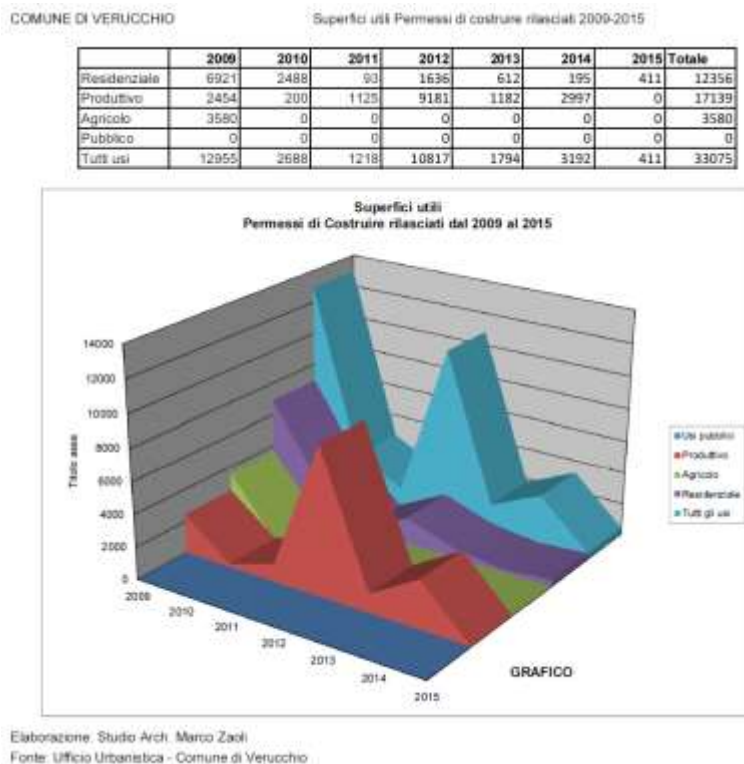 COMUNE DI VERUCCHIO Superfici utili Permessi di costruire rilasciati 2009-2015
2009 2010 2011 2012 2013 2014 2015 Totale
Residenziale 6921 2488 93 1636 612 195 411 12356
Produttivo 2454 200 1125 9181 1182 2997 0 17139
Agricolo 3580 0 0 0 0 0 0 3580
Pubblico 0 0 0 0 0 0 0 0
Tutti usi 12955 2688 1218 10817 1794 3192 411 33075
Superfici utili
Permessi di Costruire rilasciati dal 2009 al 2015
14000
12000
10000
8000
6000
4000
2000
0
Titolo asse
2009
2010
2011
2012
2013
2014
2015
Usi pubblici
Produttivo
Agricolo
Residenziale
Tutti gli usi
GRAFICO
Elaborazione: Studio Arch. Marco Zaoli
Fonte: Ufficio Urbanistica - Comune di Verucchio